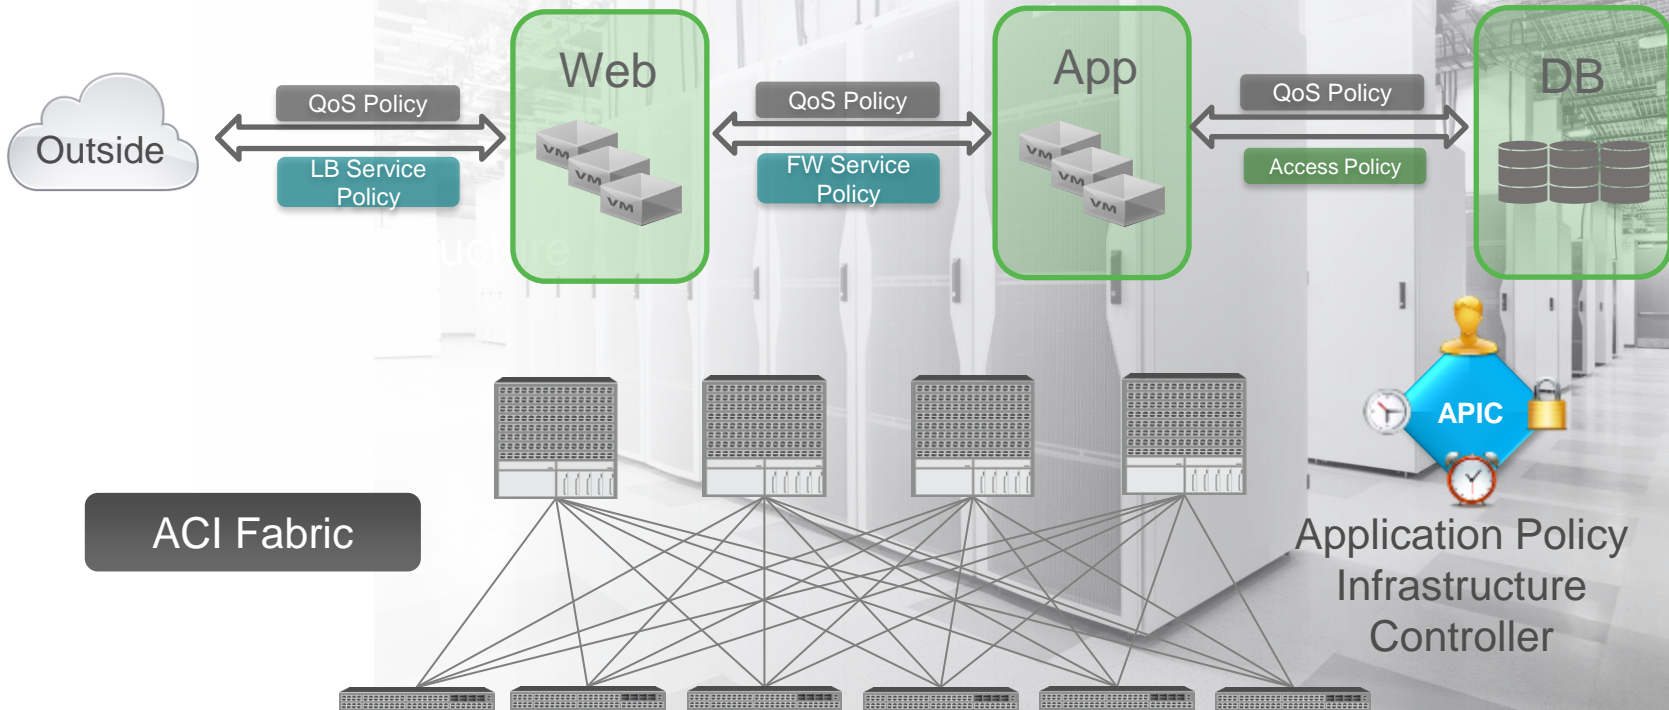 Web
App
DB
QoS Policy
QoS Policy
QoS Policy
Outside
LB Service
Policy
FW Service
Policy
Access Policy
VM
VM
VM
VM
VM
VM
APIC
ACI Fabric
Application Policy
Infrastructure
Controller